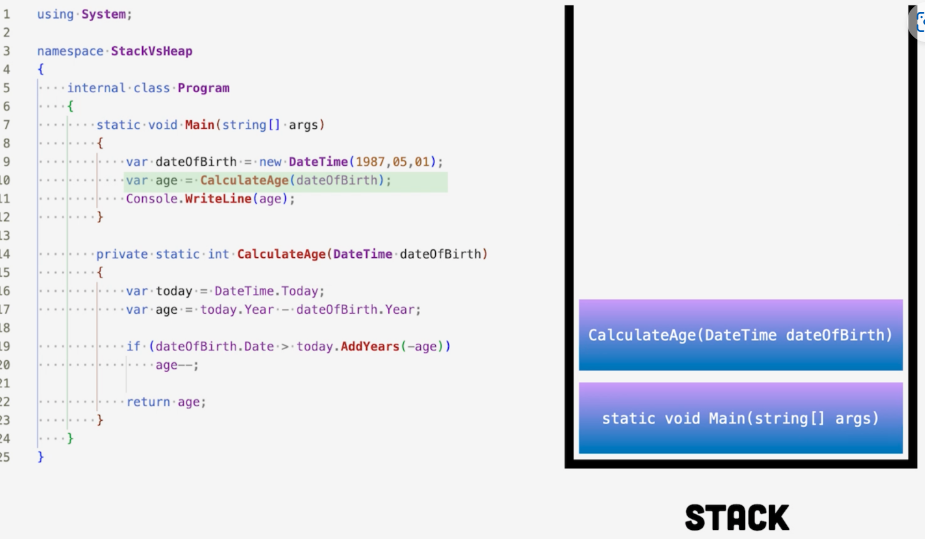 1 using System;
2
3 namespace StackVsHeap
4 {
5 internal class Program
6 {
7 static void Main(string[] args)
8 {
9 var dateOfBirth = new DateTime(1987,05,01);
10 var age = CalculateAge(dateOfBirth);
11 Console.WriteLine(age);
12 }
13
14 private static int CalculateAge(DateTime dateOfBirth)
15 {
16 var today = DateTime.Today;
17 var age = today.Year - dateOfBirth.Year;
18
19 if (dateOfBirth.Date > today.AddYears(-age))
20 age--;
21
22 return age;
23 }
24 }
25 }
CalculateAge(DateTime dateOfBirth)
static void Main(string[] args)
STACK